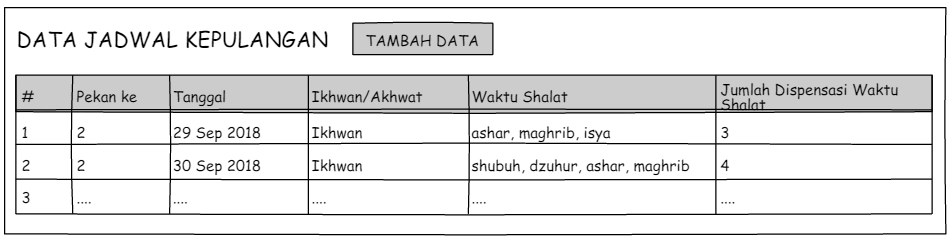 DATA JADWAL KEPULANGAN TAMBAH DATA
# Pekan ke Tanggal Ikhwan/Akhwat Waktu Shalat Jumlah Dispensasi Waktu Shalat
1 2 29 Sep 2018 Ikhwan ashar, maghrib, isya 3
2 2 30 Sep 2018 Ikhwan shubuh, dzuhur, ashar, maghrib 4
3 .... .... .... .... ....